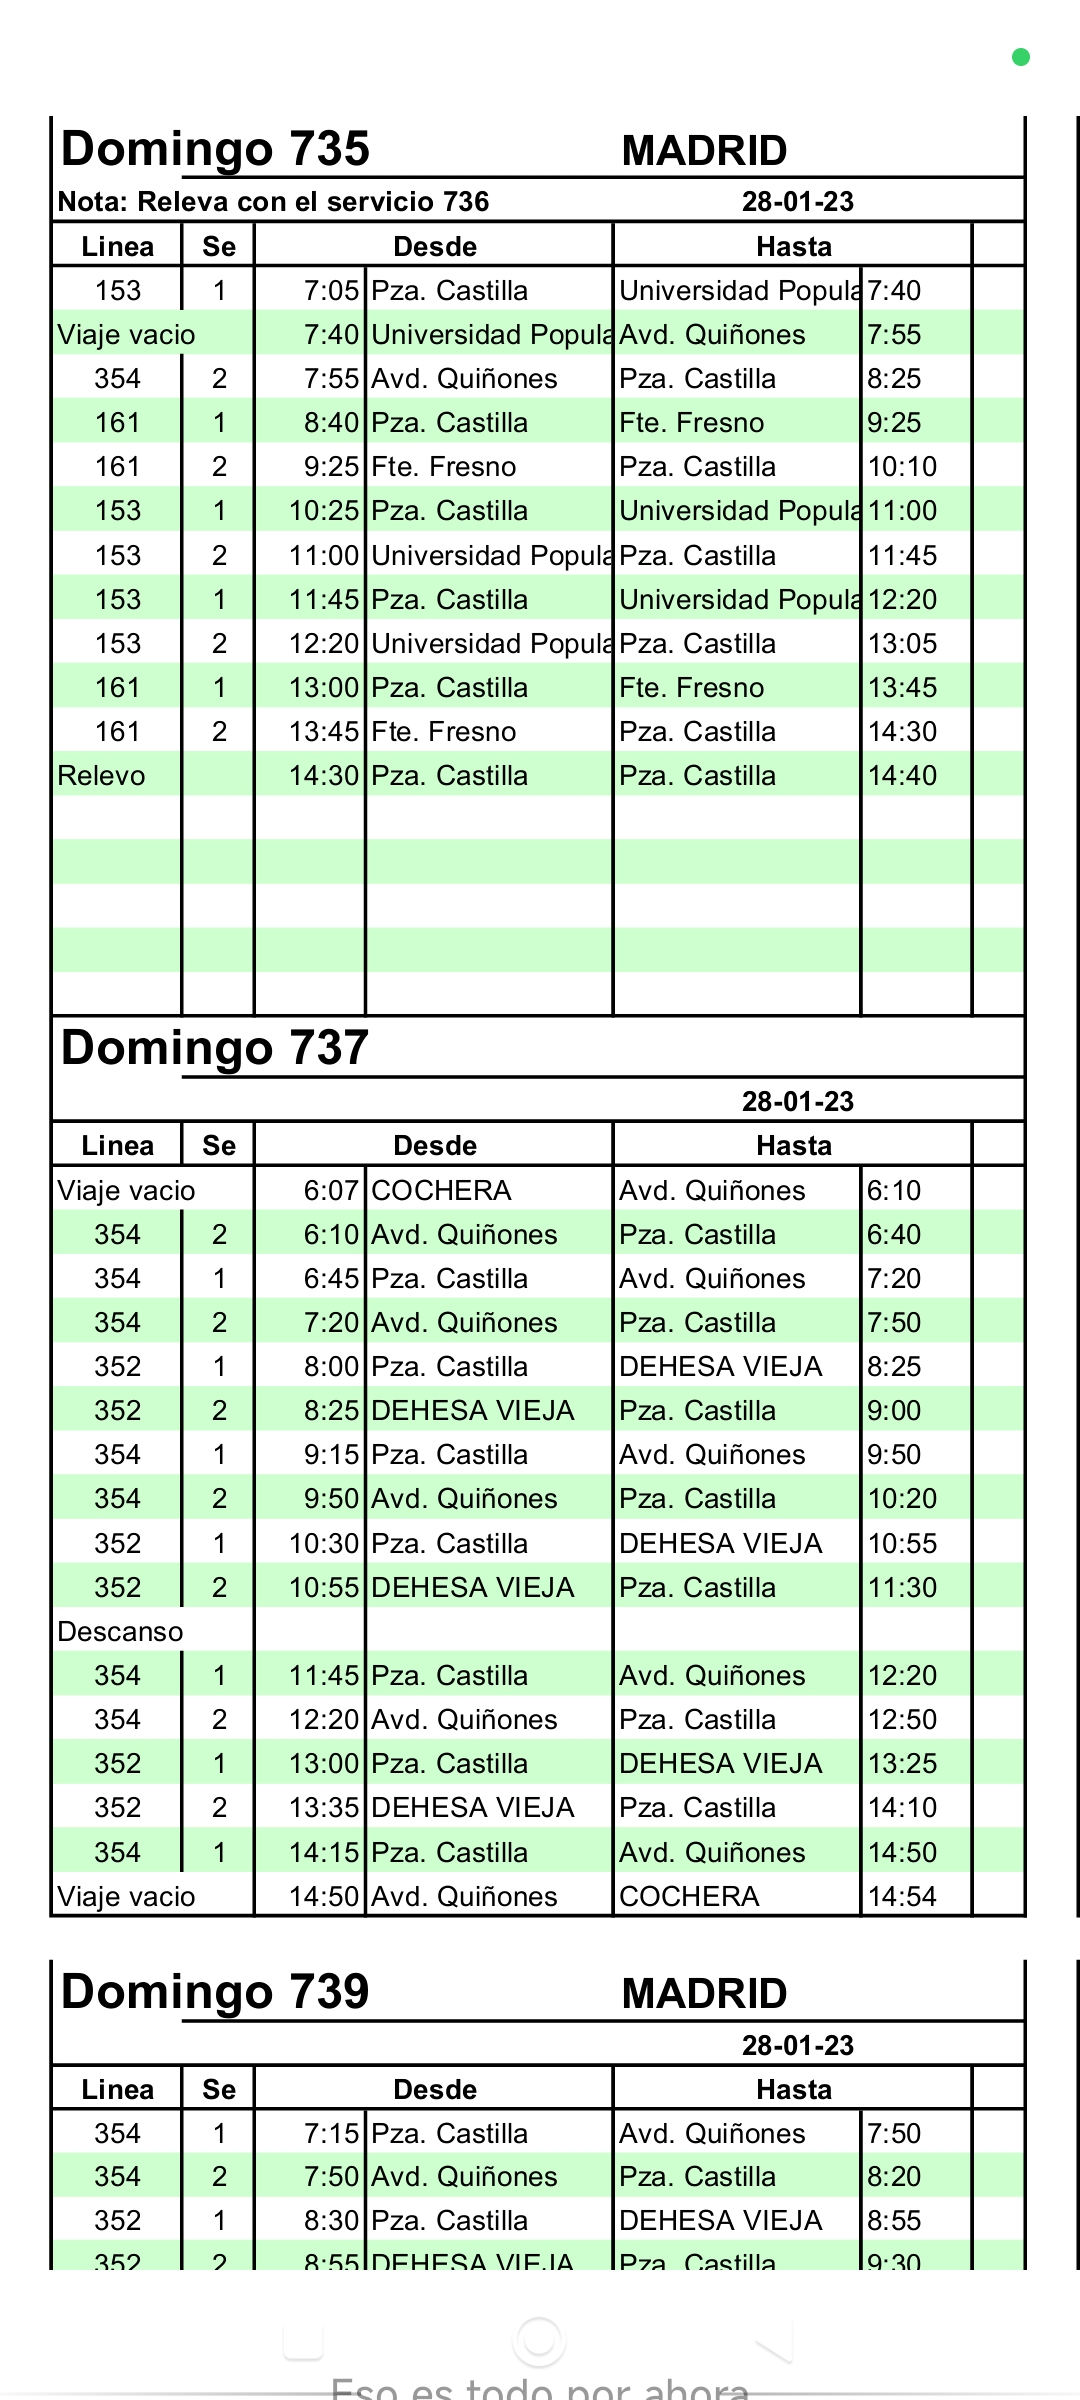 Domingo 735 MADRID
Nota: Releva con el servicio 736 28-01-23
Linea Se Desde Hasta
153 1 7:05 Pza. Castilla Universidad Popula 7:40
Viaje vacio 7:40 Universidad Popula Avd. Quiñones 7:55
354 2 7:55 Avd. Quiñones Pza. Castilla 8:25
161 1 8:40 Pza. Castilla Fte. Fresno 9:25
161 2 9:25 Fte. Fresno Pza. Castilla 10:10
153 1 10:25 Pza. Castilla Universidad Popula 11:00
153 2 11:00 Universidad Popula Pza. Castilla 11:45
153 1 11:45 Pza. Castilla Universidad Popula 12:20
153 2 12:20 Universidad Popula Pza. Castilla 13:05
161 1 13:00 Pza. Castilla Fte. Fresno 13:45
161 2 13:45 Fte. Fresno Pza. Castilla 14:30
Relevo 14:30 Pza. Castilla Pza. Castilla 14:40
Domingo 737
28-01-23
Linea Se Desde Hasta
Viaje vacio 6:07 COCHERA Avd. Quiñones 6:10
354 2 6:10 Avd. Quiñones Pza. Castilla 6:40
354 1 6:45 Pza. Castilla Avd. Quiñones 7:20
354 2 7:20 Avd. Quiñones Pza. Castilla 7:50
352 1 8:00 Pza. Castilla DEHESA VIEJA 8:25
352 2 8:25 DEHESA VIEJA Pza. Castilla 9:00
354 1 9:15 Pza. Castilla Avd. Quiñones 9:50
354 2 9:50 Avd. Quiñones Pza. Castilla 10:20
352 1 10:30 Pza. Castilla DEHESA VIEJA 10:55
352 2 10:55 DEHESA VIEJA Pza. Castilla 11:30
Descanso
354 1 11:45 Pza. Castilla Avd. Quiñones 12:20
354 2 12:20 Avd. Quiñones Pza. Castilla 12:50
352 1 13:00 Pza. Castilla DEHESA VIEJA 13:25
352 2 13:35 DEHESA VIEJA Pza. Castilla 14:10
354 1 14:15 Pza. Castilla Avd. Quiñones 14:50
Viaje vacio 14:50 Avd. Quiñones COCHERA 14:54
Domingo 739 MADRID
28-01-23
Linea Se Desde Hasta
354 1 7:15 Pza. Castilla Avd. Quiñones 7:50
354 2 7:50 Avd. Quiñones Pza. Castilla 8:20
352 1 8:30 Pza. Castilla DEHESA VIEJA 8:55
352 2 8:55 DEHESA VIEJA Pza. Castilla 9:30
Eso es todo por ahora